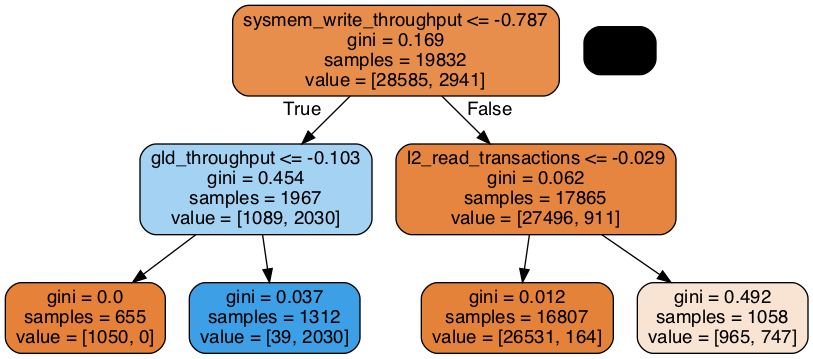 sysmem_write_throughput <= -0.787
gini = 0.169
samples = 19832
value = [28585, 2941]
True
False
gld_throughput <= -0.103
gini = 0.454
samples = 1967
value = [1089, 2030]
l2_read_transactions <= -0.029
gini = 0.062
samples = 17865
value = [27496, 911]
gini = 0.0
samples = 655
value = [1050, 0]
gini = 0.037
samples = 1312
value = [39, 2030]
gini = 0.012
samples = 16807
value = [26531, 164]
gini = 0.492
samples = 1058
value = [965, 747]